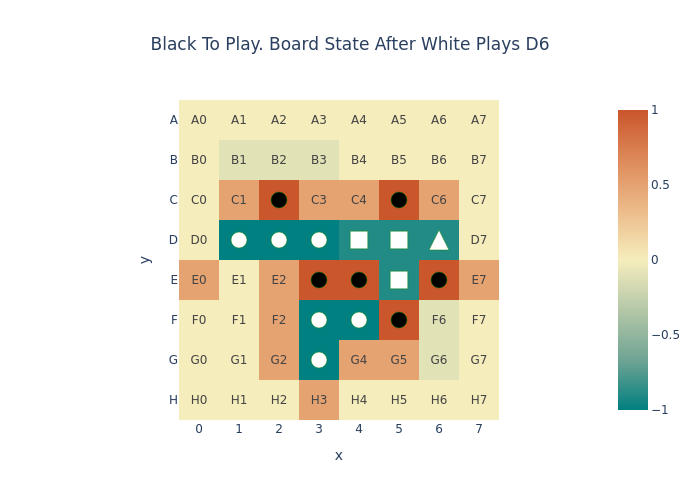 Black To Play. Board State After White Plays D6
A A0 A1 A2 A3 A4 A5 A6 A7
B B0 B1 B2 B3 B4 B5 B6 B7
C C0 C1 C3 C4 C6 C7
D D0 D7
E E0 E1 E2 E7
F F0 F1 F2 F6 F7
G G0 G1 G2 G4 G5 G6 G7
H H0 H1 H2 H3 H4 H5 H6 H7
0 1 2 3 4 5 6 7
x
y
1
0.5
0
−0.5
−1